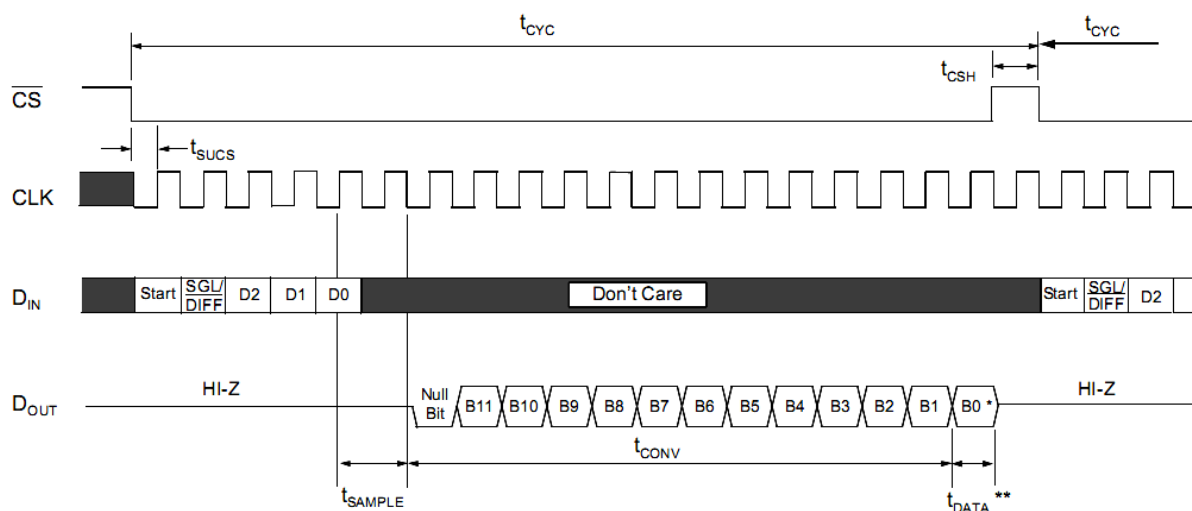 tCYC
tCYC
tCSH
CS
tSUCS
CLK
DIN
Start
SGL/
DIFF
D2
D1
D0
Don't Care
Start
SGL/
DIFF
D2
DOUT
HI-Z
Null
Bit
B11
B10
B9
B8
B7
B6
B5
B4
B3
B2
B1
B0 *
HI-Z
tCONV
tSAMPLE
tDATA **